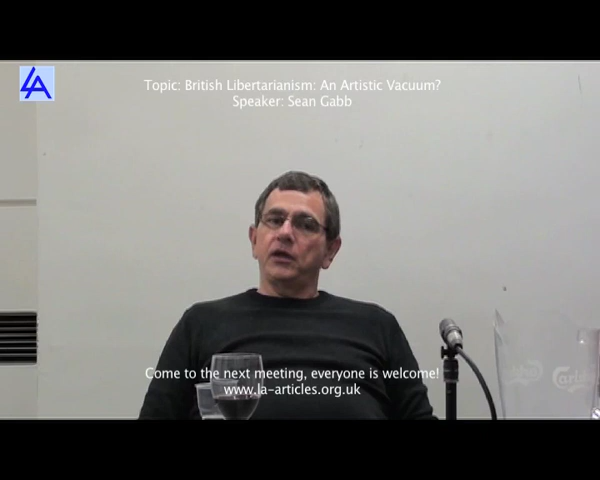 LA
Topic: British Libertarianism: An Artistic Vacuum?
Speaker: Sean Gabb
Come to the next meeting, everyone is welcome!
www.la-articles.org.uk